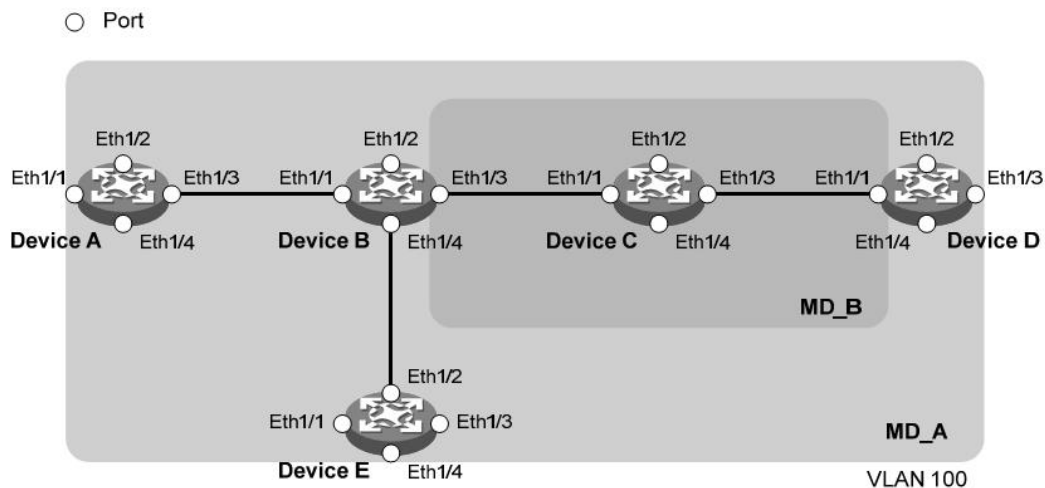 Port
Eth1/2
Eth1/2
Eth1/2
Eth1/2
Eth1/1
Eth1/3
Eth1/1
Eth1/3
Eth1/1
Eth1/3
Eth1/1
Eth1/3
Device A
Eth1/4
Device B
Eth1/4
Device C
Eth1/4
Eth1/4
Device D
MD_B
Eth1/2
Eth1/1
Eth1/3
MD_A
Device E
Eth1/4
VLAN 100